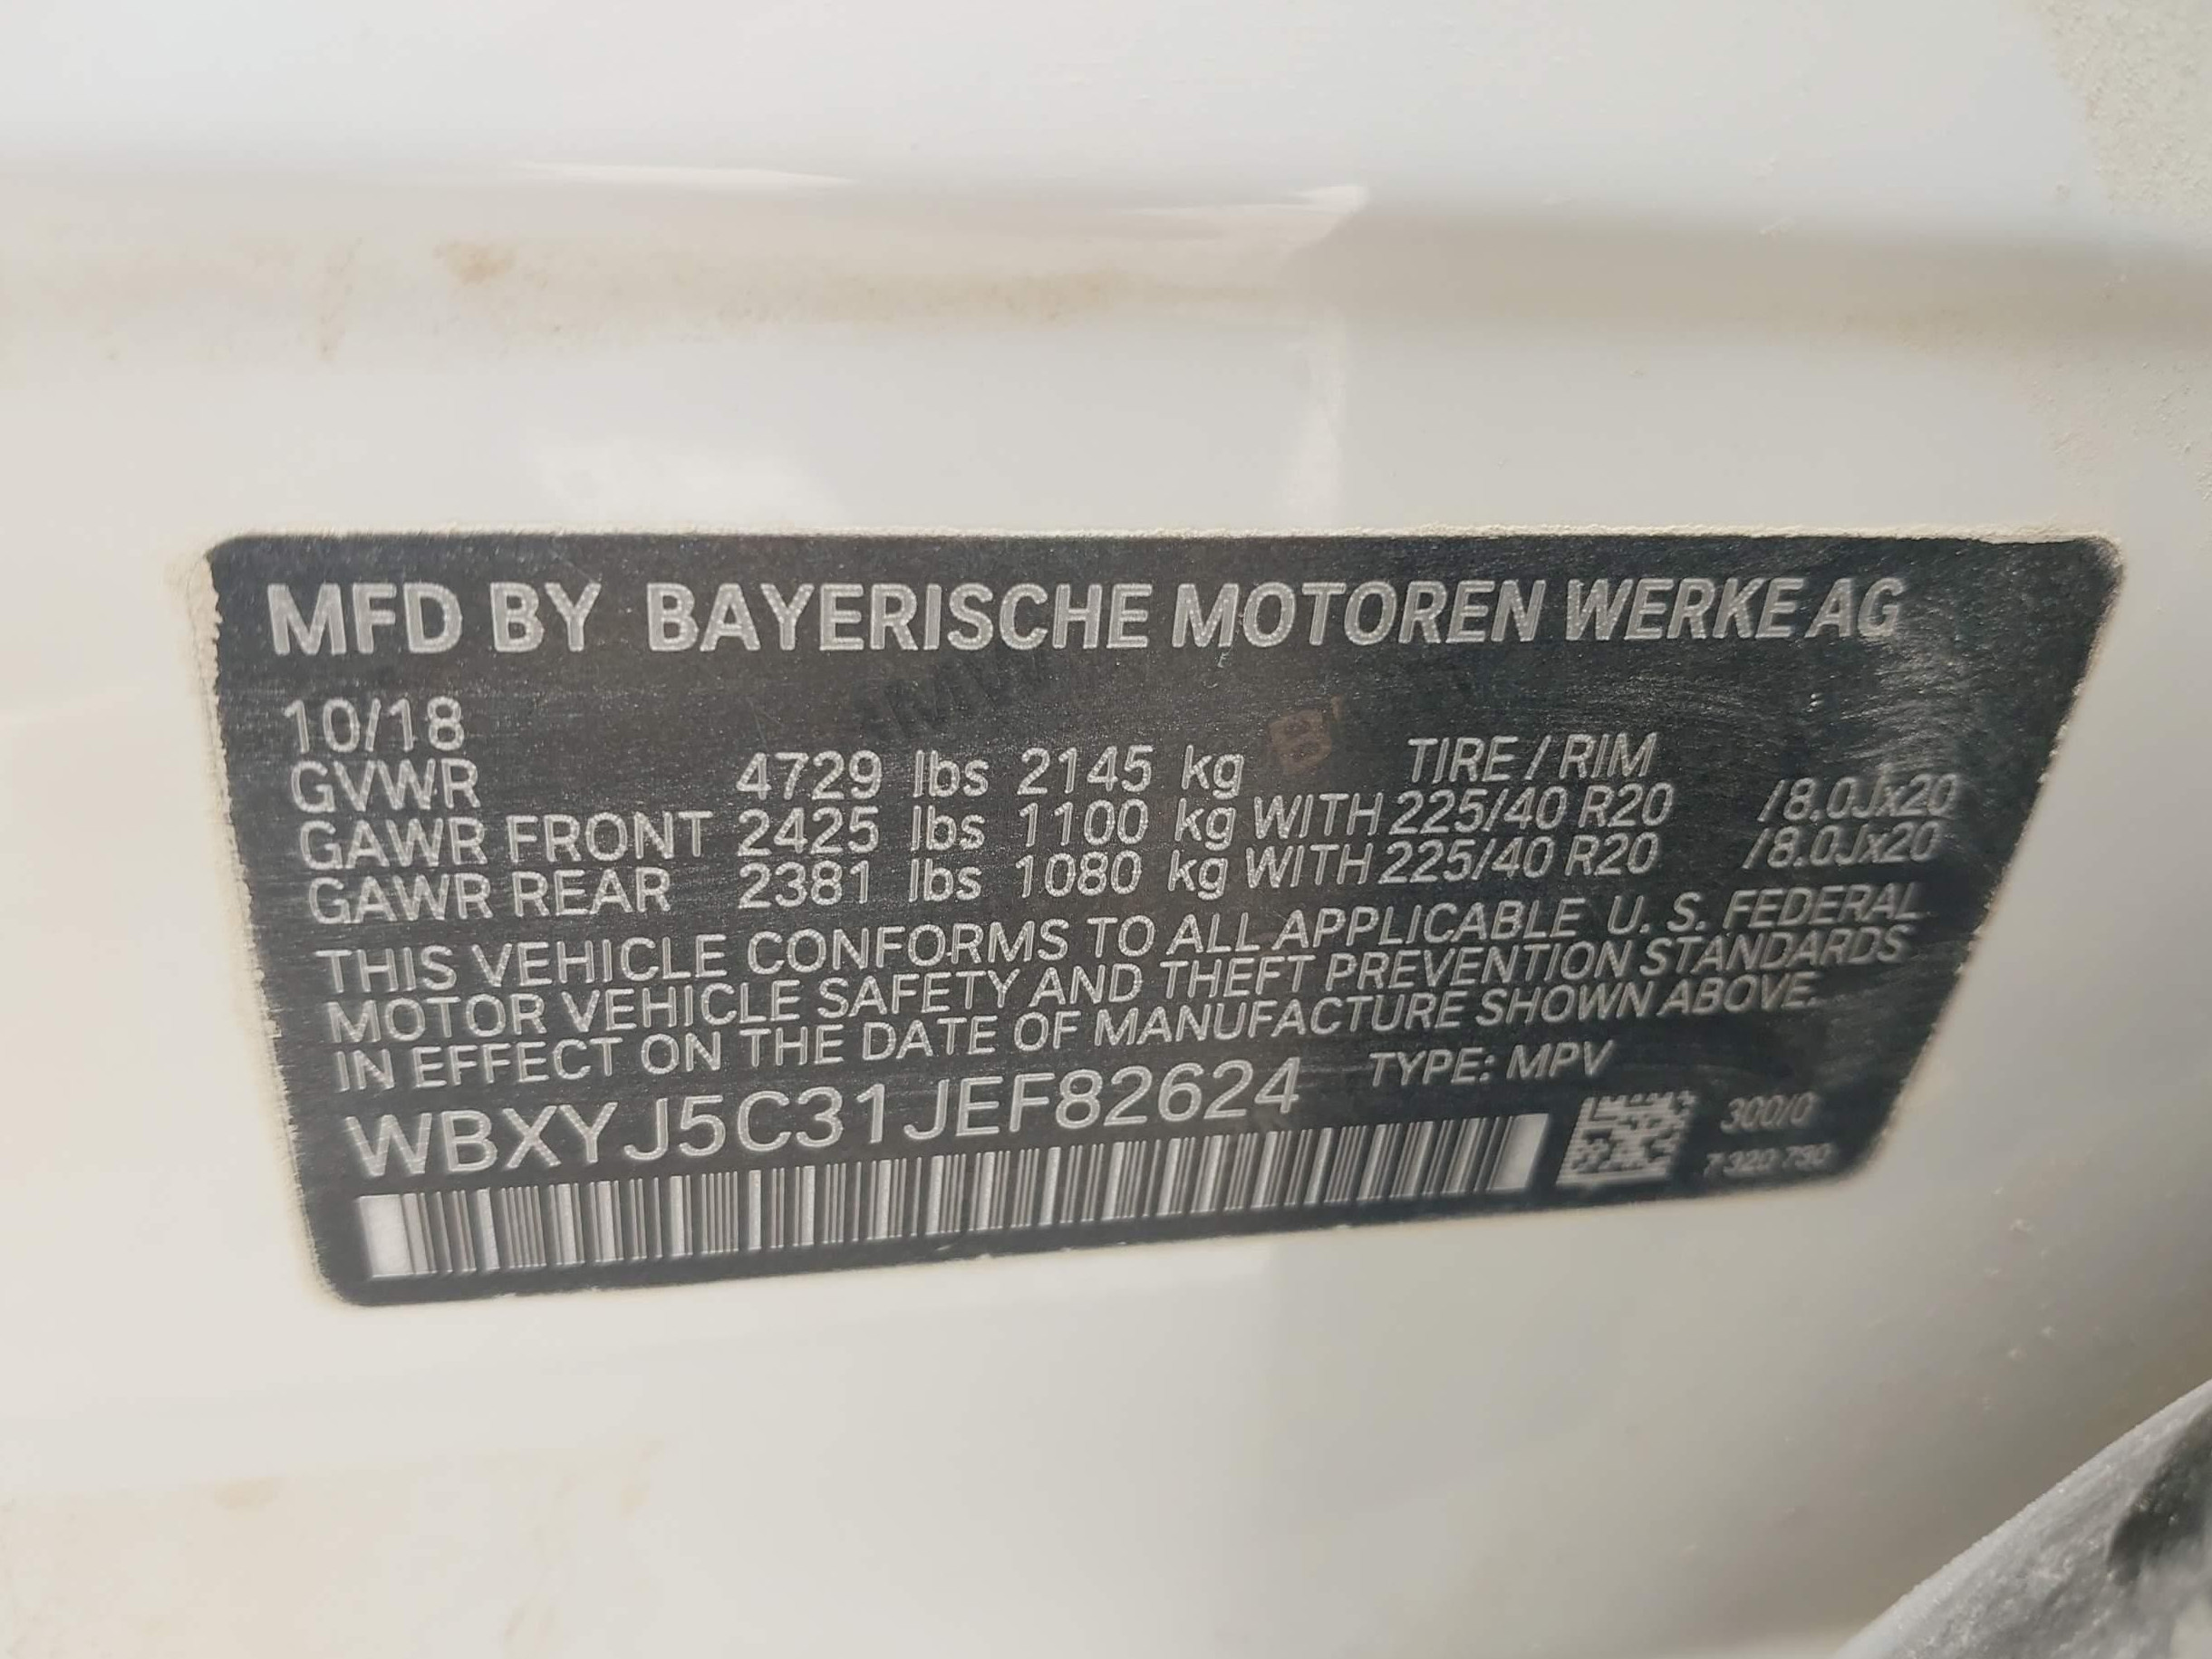 MFD BY BAYERISCHE MOTOREN WERKE AG
10/18
GVWR 4729 lbs 2145 kg TIRE / RIM
GAWR FRONT 2425 lbs 1100 kg WITH 225/40 R20 /8.0Jx20
GAWR REAR 2381 lbs 1080 kg WITH 225/40 R20 /8.0Jx20
THIS VEHICLE CONFORMS TO ALL APPLICABLE U. S. FEDERAL
MOTOR VEHICLE SAFETY AND THEFT PREVENTION STANDARDS
IN EFFECT ON THE DATE OF MANUFACTURE SHOWN ABOVE.
WBXYJ5C31JEF82624 TYPE: MPV
300/0
7 320 790